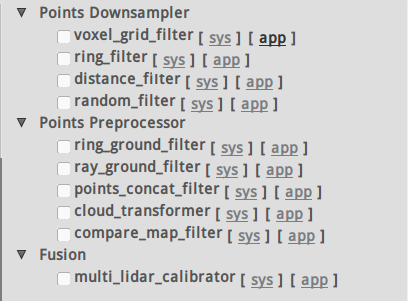 Points Downsampler
voxel_grid_filter [ sys ] [ app ]
ring_filter [ sys ] [ app ]
distance_filter [ sys ] [ app ]
random_filter [ sys ] [ app ]
Points Preprocessor
ring_ground_filter [ sys ] [ app ]
ray_ground_filter [ sys ] [ app ]
points_concat_filter [ sys ] [ app ]
cloud_transformer [ sys ] [ app ]
compare_map_filter [ sys ] [ app ]
Fusion
multi_lidar_calibrator [ sys ] [ app ]